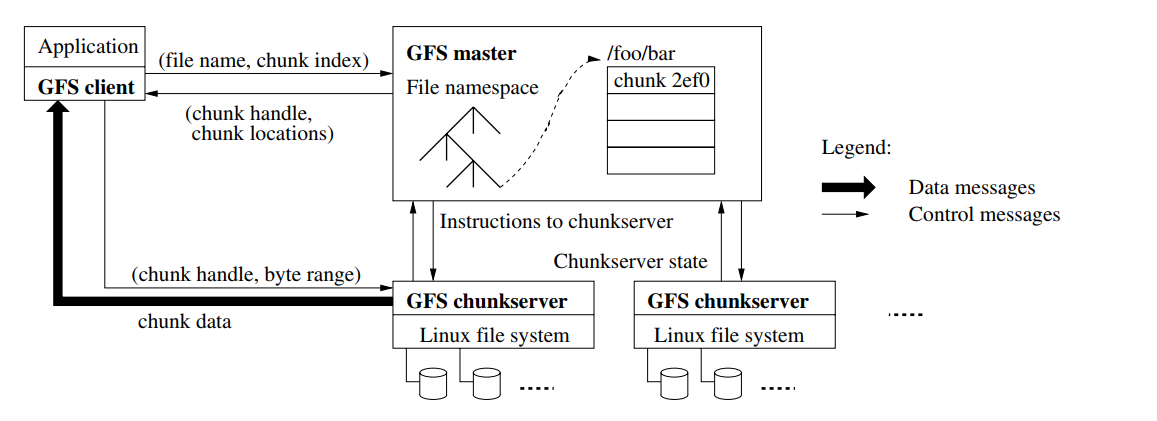 Application
GFS client
(file name, chunk index)
(chunk handle,
chunk locations)
GFS master
File namespace
/foo/bar
chunk 2ef0
Legend:
Data messages
Control messages
Instructions to chunkserver
Chunkserver state
(chunk handle, byte range)
chunk data
GFS chunkserver
Linux file system
GFS chunkserver
Linux file system